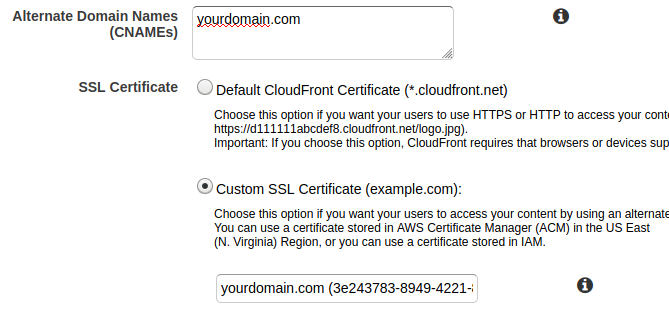 Alternate Domain Names
(CNAMEs)
yourdomain.com
SSL Certificate
Default CloudFront Certificate (*.cloudfront.net)
Choose this option if you want your users to use HTTPS or HTTP to access your conte
https://d111111abcdef8.cloudfront.net/logo.jpg).
Important: If you choose this option, CloudFront requires that browsers or devices sup
Custom SSL Certificate (example.com):
Choose this option if you want your users to access your content by using an alternate
You can use a certificate stored in AWS Certificate Manager (ACM) in the US East
(N. Virginia) Region, or you can use a certificate stored in IAM.
yourdomain.com (3e243783-8949-4221-